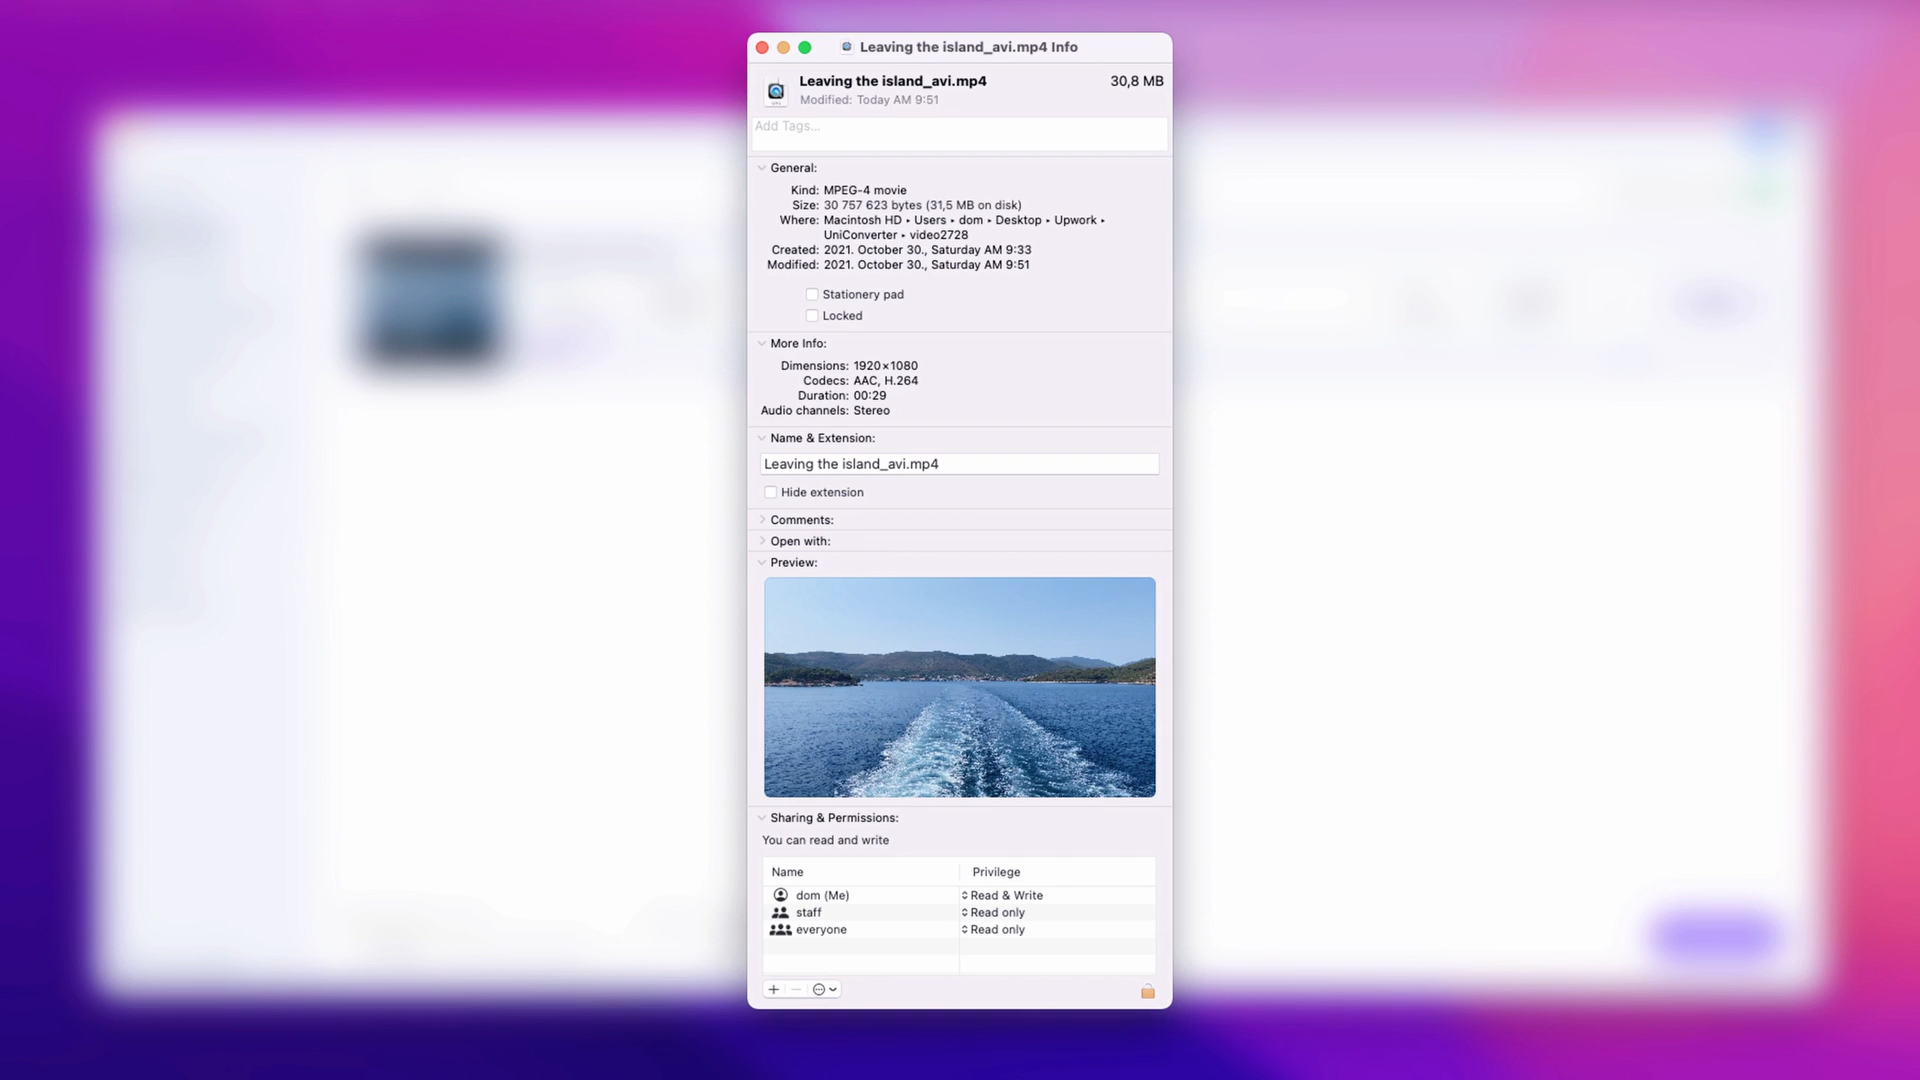 Leaving the island_avi.mp4 Info
Leaving the island_avi.mp4 30,8 MB
Modified: Today AM 9:51
Add Tags...
General:
Kind: MPEG-4 movie
Size: 30 757 623 bytes (31,5 MB on disk)
Where: Macintosh HD ▸ Users ▸ dom ▸ Desktop ▸ Upwork ▸
UniConverter ▸ video2728
Created: 2021. October 30., Saturday AM 9:33
Modified: 2021. October 30., Saturday AM 9:51
Stationery pad
Locked
More Info:
Dimensions: 1920×1080
Codecs: AAC, H.264
Duration: 00:29
Audio channels: Stereo
Name & Extension:
Leaving the island_avi.mp4
Hide extension
Comments:
Open with:
Preview:
Sharing & Permissions:
You can read and write
Name Privilege
dom (Me) Read & Write
staff Read only
everyone Read only